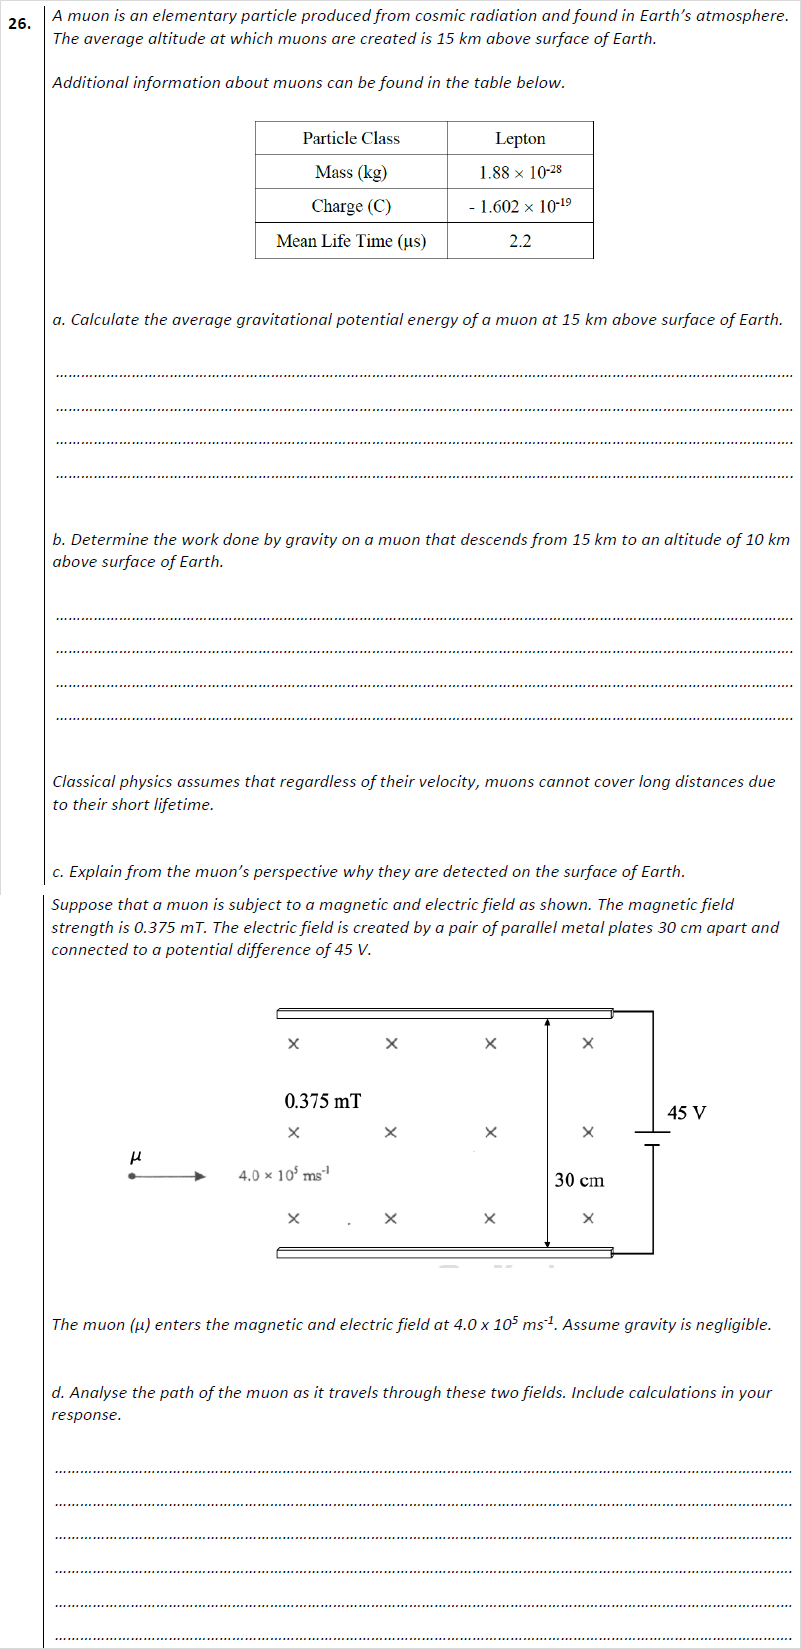 26.
A muon is an elementary particle produced from cosmic radiation and found in Earth's atmosphere.
The average altitude at which muons are created is 15 km above surface of Earth.
Additional information about muons can be found in the table below.
Particle Class Lepton
Mass (kg) 1.88 × 10⁻²⁸
Charge (C) - 1.602 × 10⁻¹⁹
Mean Life Time (µs) 2.2
a. Calculate the average gravitational potential energy of a muon at 15 km above surface of Earth.
b. Determine the work done by gravity on a muon that descends from 15 km to an altitude of 10 km
above surface of Earth.
Classical physics assumes that regardless of their velocity, muons cannot cover long distances due
to their short lifetime.
c. Explain from the muon's perspective why they are detected on the surface of Earth.
Suppose that a muon is subject to a magnetic and electric field as shown. The magnetic field
strength is 0.375 mT. The electric field is created by a pair of parallel metal plates 30 cm apart and
connected to a potential difference of 45 V.
0.375 mT
45 V
µ
4.0 × 10⁵ ms⁻¹
30 cm
The muon (µ) enters the magnetic and electric field at 4.0 x 10⁵ ms⁻¹. Assume gravity is negligible.
d. Analyse the path of the muon as it travels through these two fields. Include calculations in your
response.